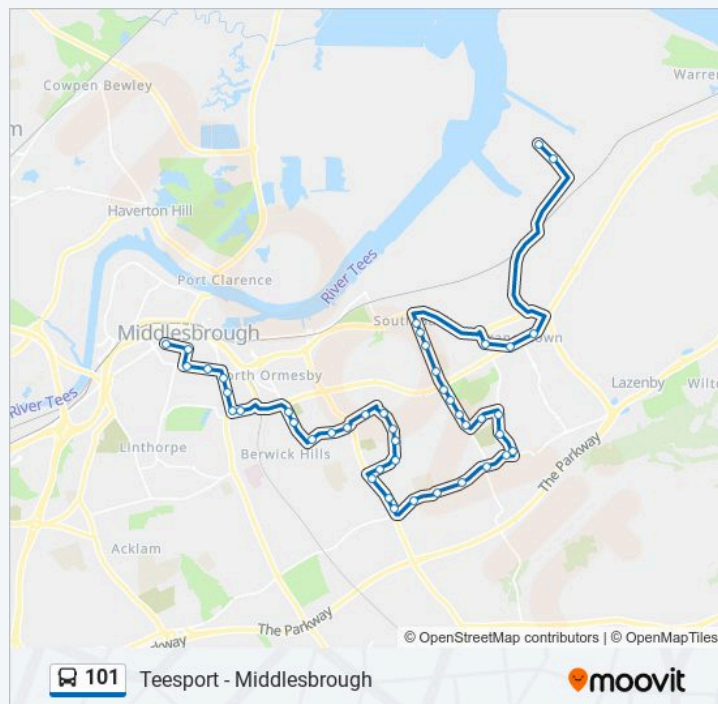 Cowpen Bewley
Haverton Hill
Port Clarence
River Tees
Middlesbrough
North Ormesby
River Tees
Linthorpe
Berwick Hills
Lazenby
The Parkway
Acklam
The Parkway
© OpenStreetMap contributors | © OpenMapTiles
101 Teesport - Middlesbrough
moovit